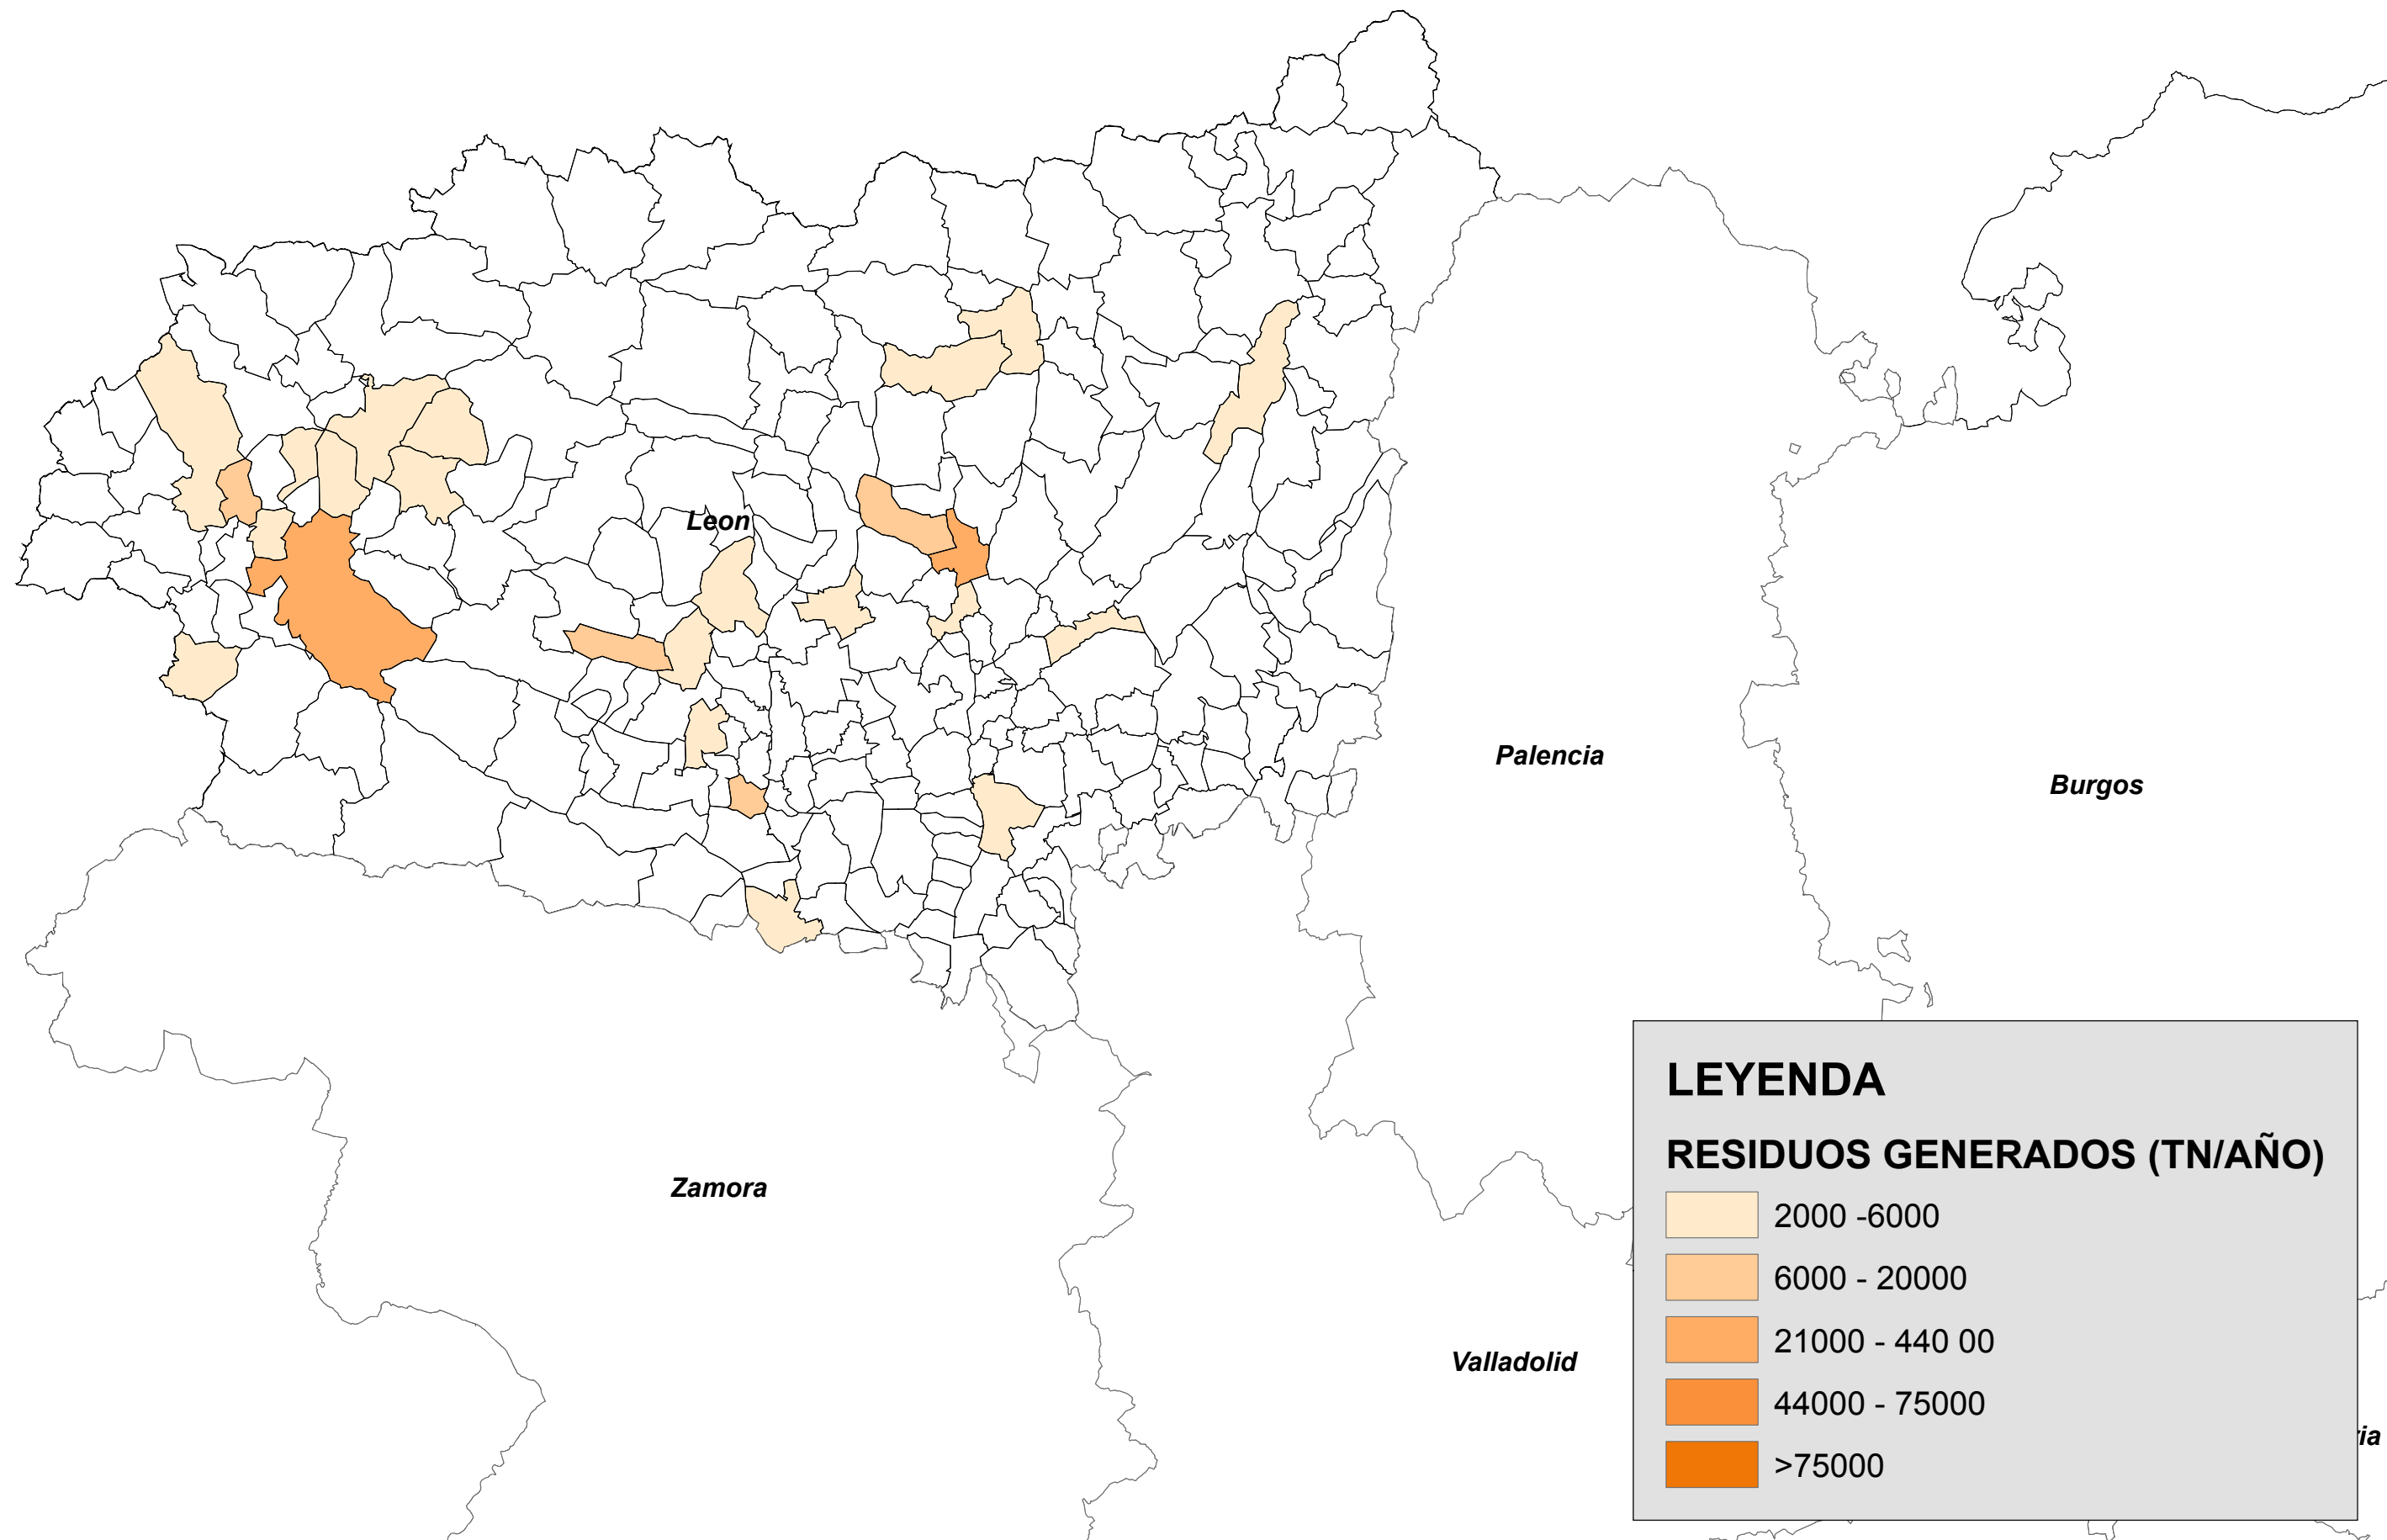 Leon
Palencia
Burgos
Zamora
Valladolid
ria
LEYENDA
RESIDUOS GENERADOS (TN/AÑO)
2000 -6000
6000 - 20000
21000 - 440 00
44000 - 75000
>75000